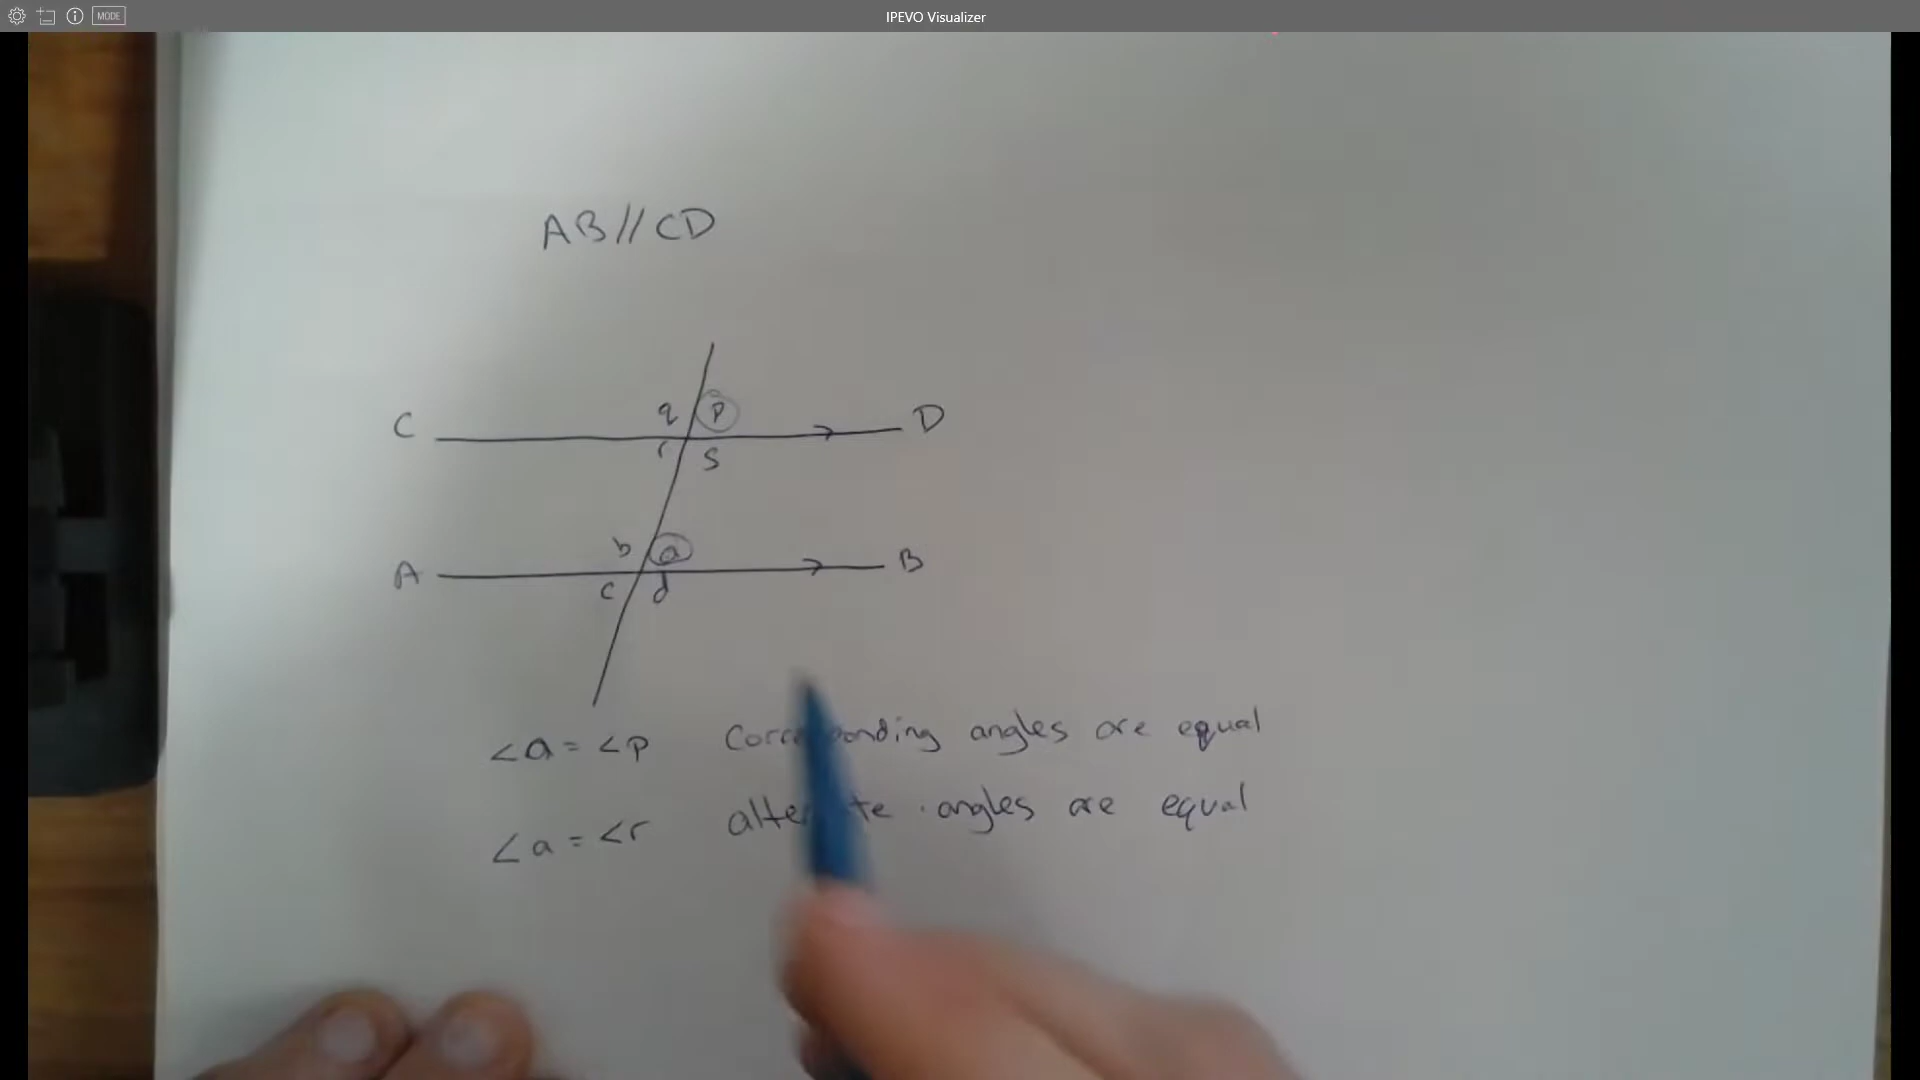 MODE
IPEVO Visualizer
AB//CD
q p
C D
r s
b a
A B
c d
∠a = ∠p angles are equal
∠a = ∠r angles are equal